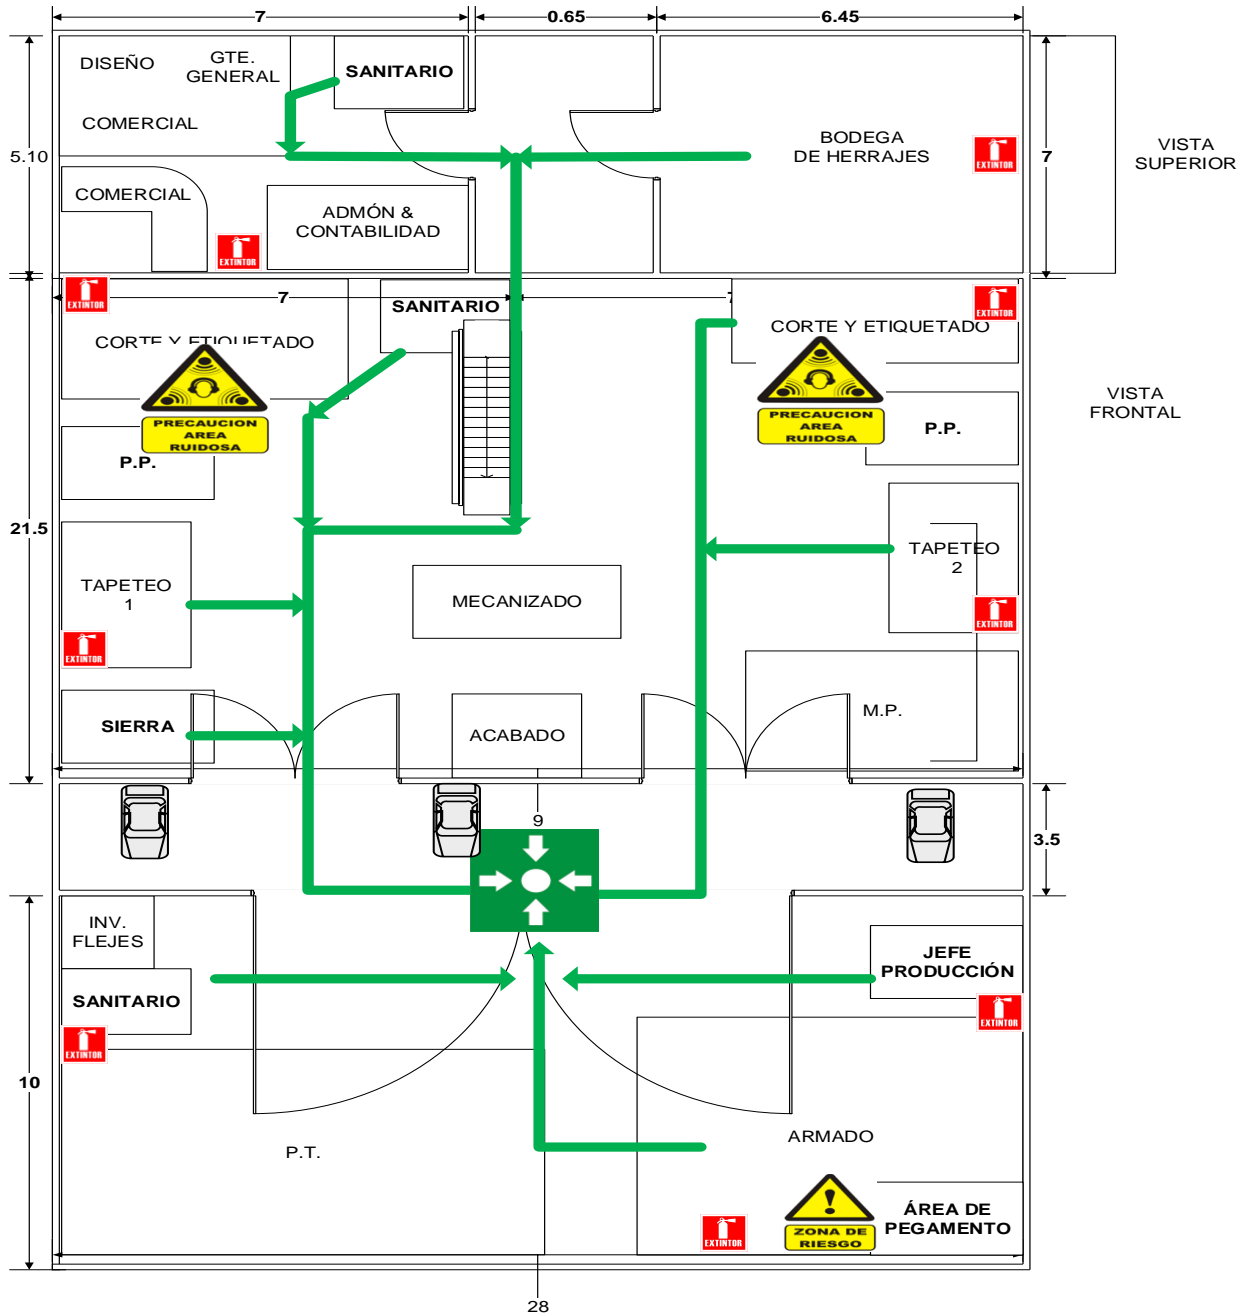 7
0.65
6.45
DISEÑO
GTE.
GENERAL
SANITARIO
COMERCIAL
BODEGA
DE HERRAJES
EXTINTOR
7
VISTA
SUPERIOR
5.10
COMERCIAL
ADMÓN &
CONTABILIDAD
EXTINTOR
EXTINTOR
7
SANITARIO
EXTINTOR
CORTE Y ETIQUETADO
CORTE Y ETIQUETADO
VISTA
FRONTAL
PRECAUCION
AREA
RUIDOSA
PRECAUCION
AREA
RUIDOSA
P.P.
P.P.
21.5
TAPETEO
1
TAPETEO
2
MECANIZADO
EXTINTOR
EXTINTOR
SIERRA
M.P.
ACABADO
9
3.5
INV.
FLEJES
JEFE
PRODUCCIÓN
SANITARIO
EXTINTOR
EXTINTOR
10
ARMADO
P.T.
ÁREA DE
PEGAMENTO
ZONA DE
RIESGO
EXTINTOR
28